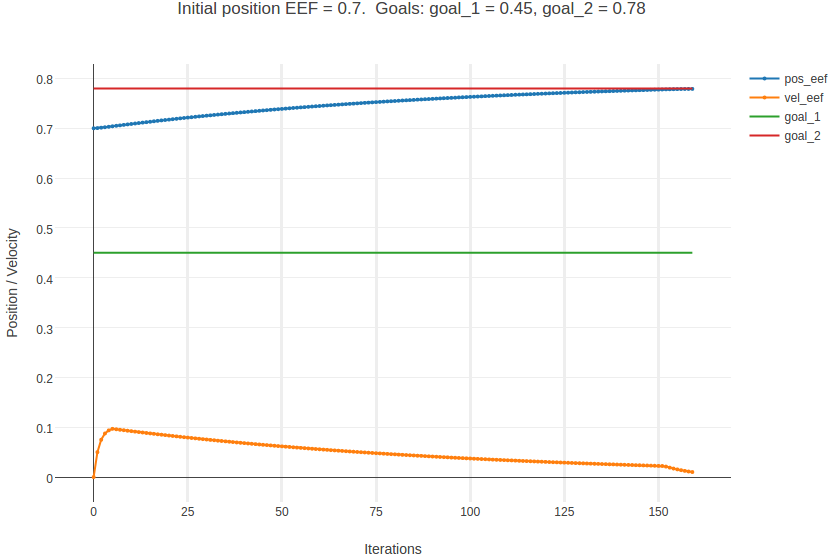 Initial position EEF = 0.7.  Goals: goal_1 = 0.45, goal_2 = 0.78
pos_eef
vel_eef
goal_1
goal_2
0.8
0.7
0.6
0.5
0.4
0.3
0.2
0.1
0
Position / Velocity
0 25 50 75 100 125 150
Iterations